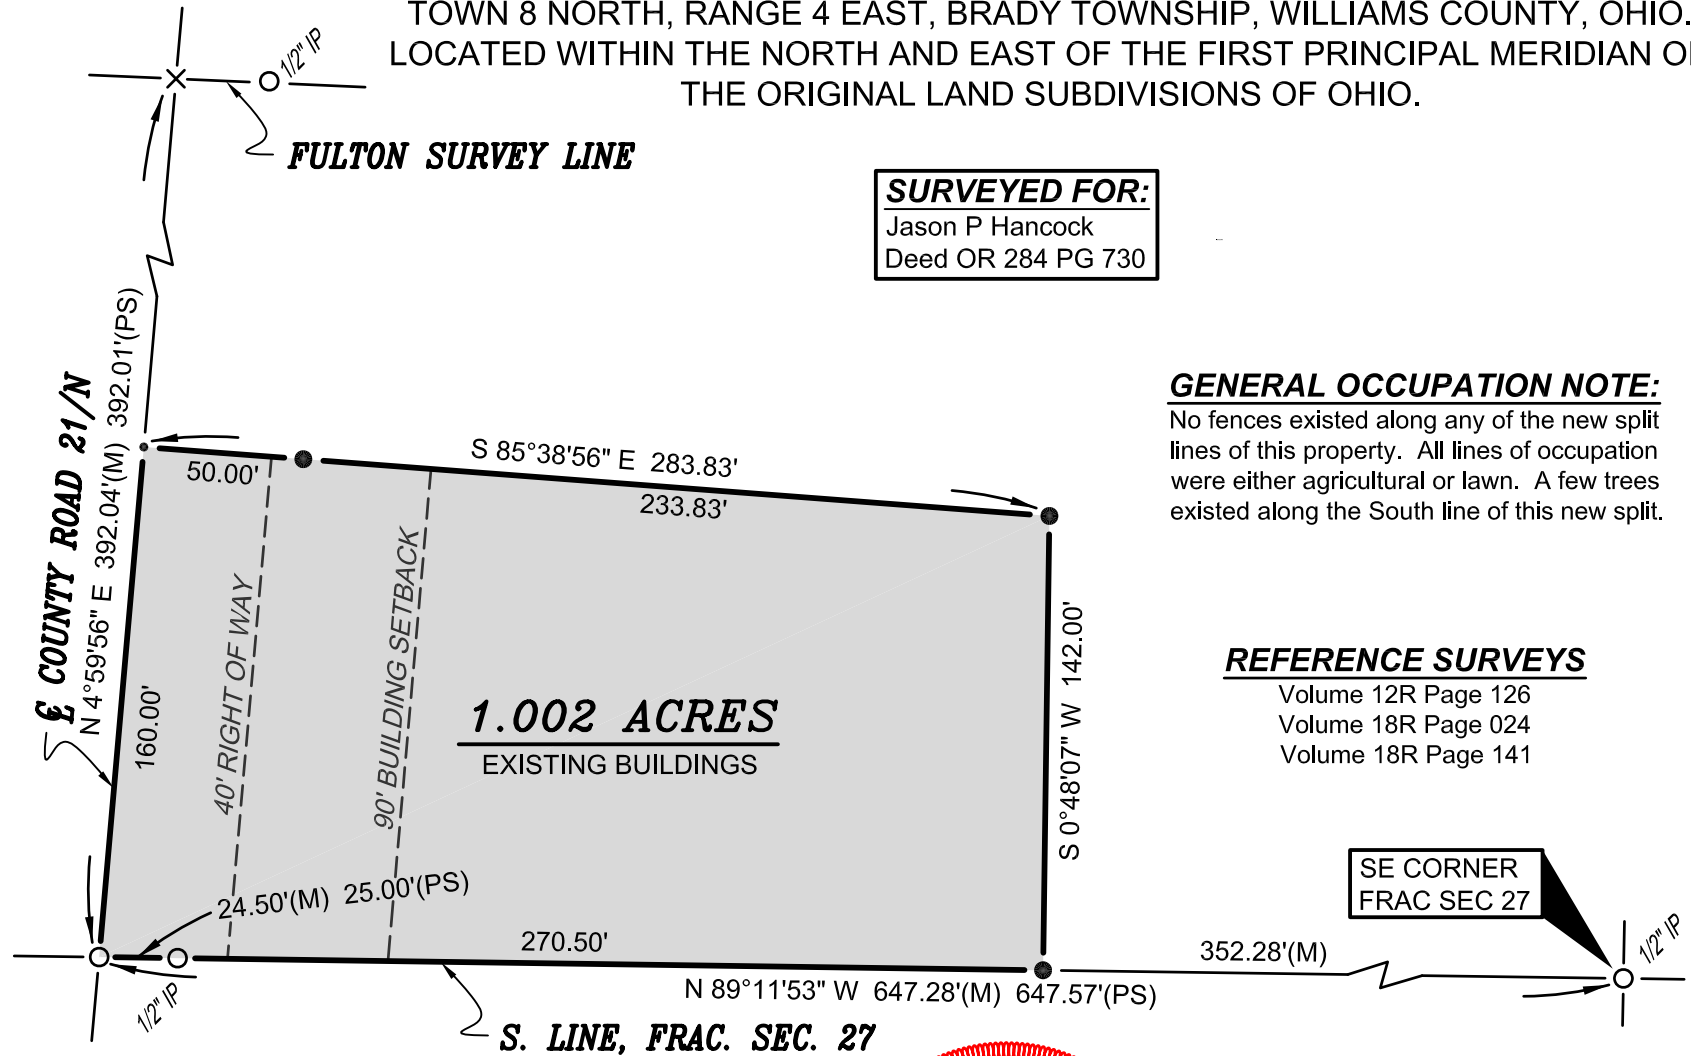 TOWN 8 NORTH, RANGE 4 EAST, BRADY TOWNSHIP, WILLIAMS COUNTY, OHIO.
LOCATED WITHIN THE NORTH AND EAST OF THE FIRST PRINCIPAL MERIDIAN
THE ORIGINAL LAND SUBDIVISIONS OF OHIO.
1/2" IP
FULTON SURVEY LINE
SURVEYED FOR:
Jason P Hancock
Deed OR 284 PG 730
GENERAL OCCUPATION NOTE:
No fences existed along any of the new split
lines of this property. All lines of occupation
were either agricultural or lawn. A few trees
existed along the South line of this new split.
℄ COUNTY ROAD 21/N
N 4°59'56" E 392.04'(M) 392.01'(PS)
160.00'
50.00'
S 85°38'56" E 283.83'
233.83'
40' RIGHT OF WAY
90' BUILDING SETBACK
1.002 ACRES
EXISTING BUILDINGS
S 0°48'07" W 142.00'
REFERENCE SURVEYS
Volume 12R Page 126
Volume 18R Page 024
Volume 18R Page 141
SE CORNER
FRAC SEC 27
1/2" IP
24.50'(M) 25.00'(PS)
270.50'
352.28'(M)
N 89°11'53" W 647.28'(M) 647.57'(PS)
1/2" IP
S. LINE, FRAC. SEC. 27